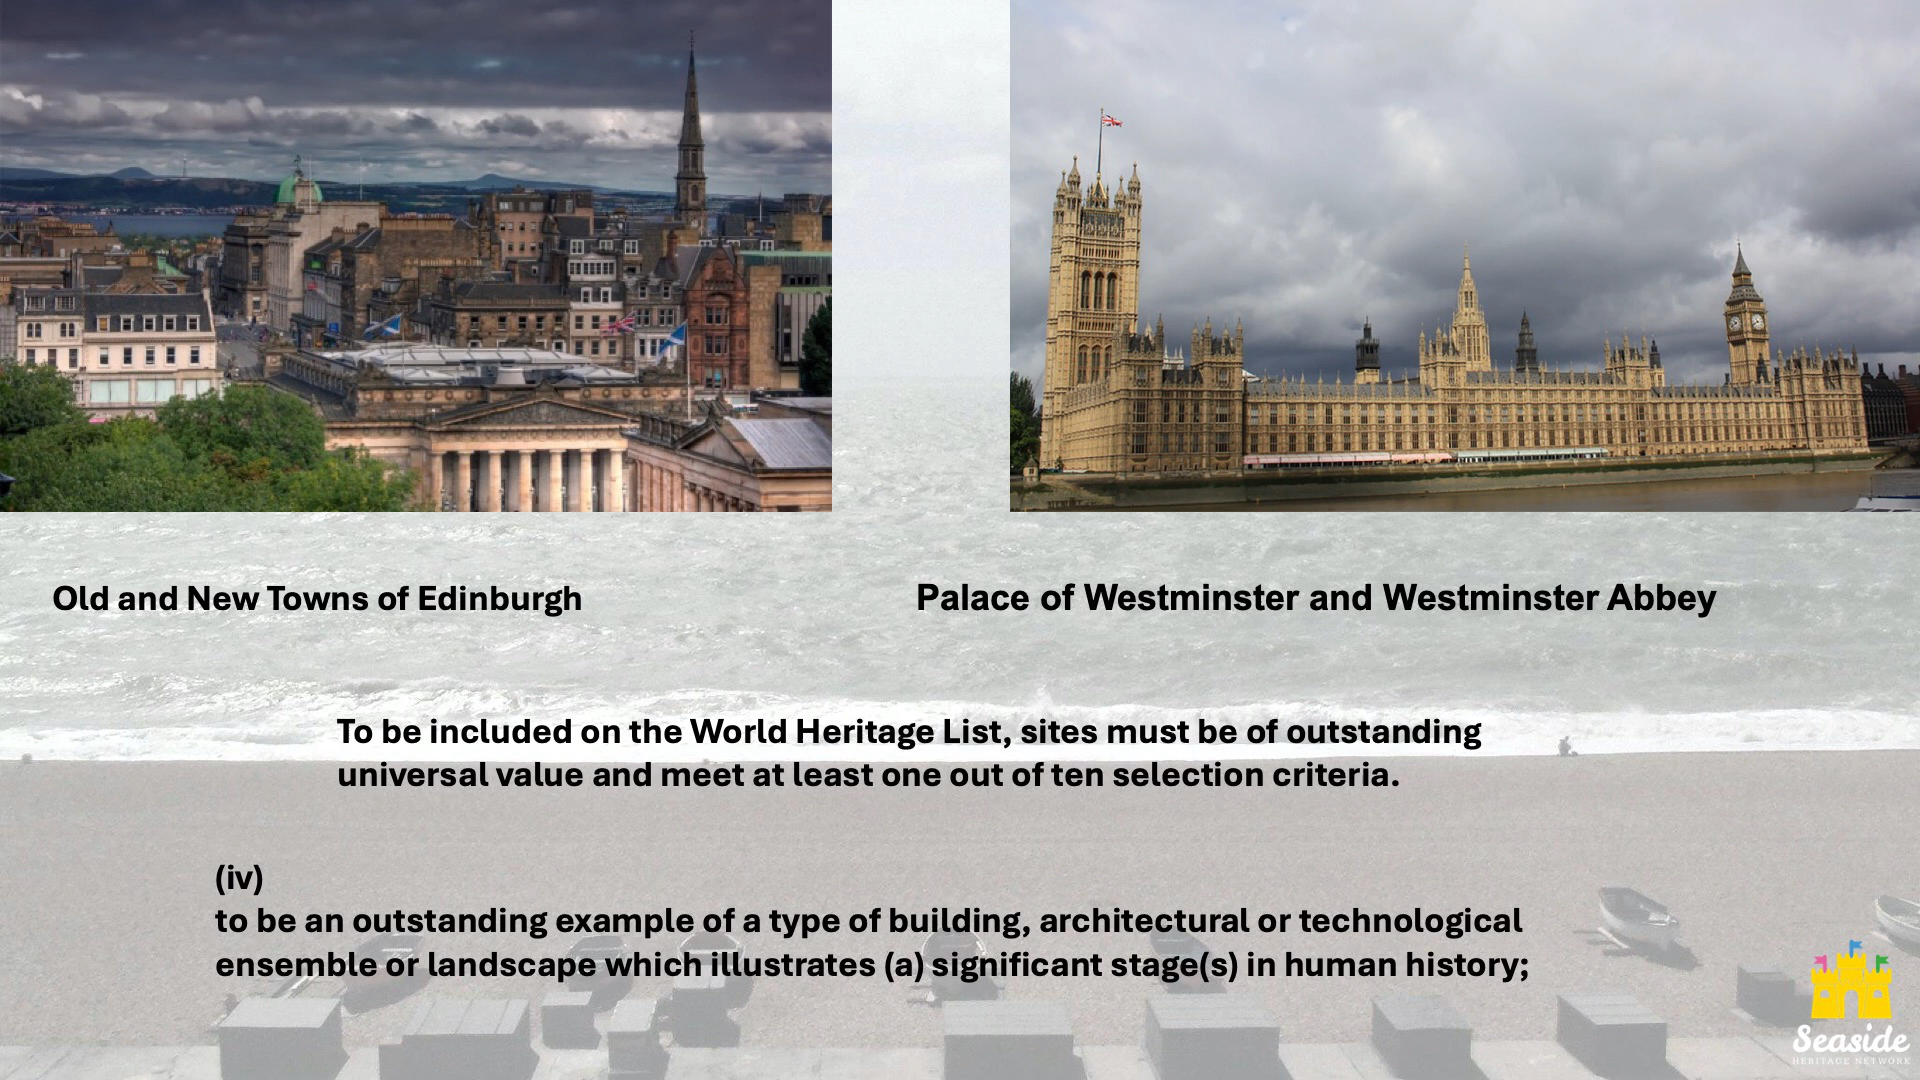 Old and New Towns of Edinburgh
Palace of Westminster and Westminster Abbey
To be included on the World Heritage List, sites must be of outstanding
universal value and meet at least one out of ten selection criteria.
(iv)
to be an outstanding example of a type of building, architectural or technological
ensemble or landscape which illustrates (a) significant stage(s) in human history;
Seaside
HERITAGE NETWORK